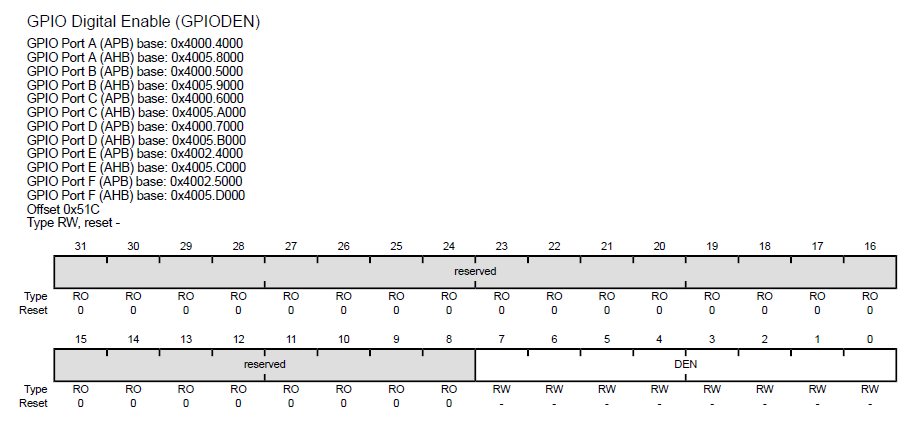 GPIO Digital Enable (GPIODEN)
GPIO Port A (APB) base: 0x4000.4000
GPIO Port A (AHB) base: 0x4005.8000
GPIO Port B (APB) base: 0x4000.5000
GPIO Port B (AHB) base: 0x4005.9000
GPIO Port C (APB) base: 0x4000.6000
GPIO Port C (AHB) base: 0x4005.A000
GPIO Port D (APB) base: 0x4000.7000
GPIO Port D (AHB) base: 0x4005.B000
GPIO Port E (APB) base: 0x4002.4000
GPIO Port E (AHB) base: 0x4005.C000
GPIO Port F (APB) base: 0x4002.5000
GPIO Port F (AHB) base: 0x4005.D000
Offset 0x51C
Type RW, reset -
31 30 29 28 27 26 25 24 23 22 21 20 19 18 17 16
reserved
Type RO RO RO RO RO RO RO RO RO RO RO RO RO RO RO RO
Reset 0 0 0 0 0 0 0 0 0 0 0 0 0 0 0 0
15 14 13 12 11 10 9 8 7 6 5 4 3 2 1 0
reserved DEN
Type RO RO RO RO RO RO RO RO RW RW RW RW RW RW RW RW
Reset 0 0 0 0 0 0 0 0 - - - - - - - -